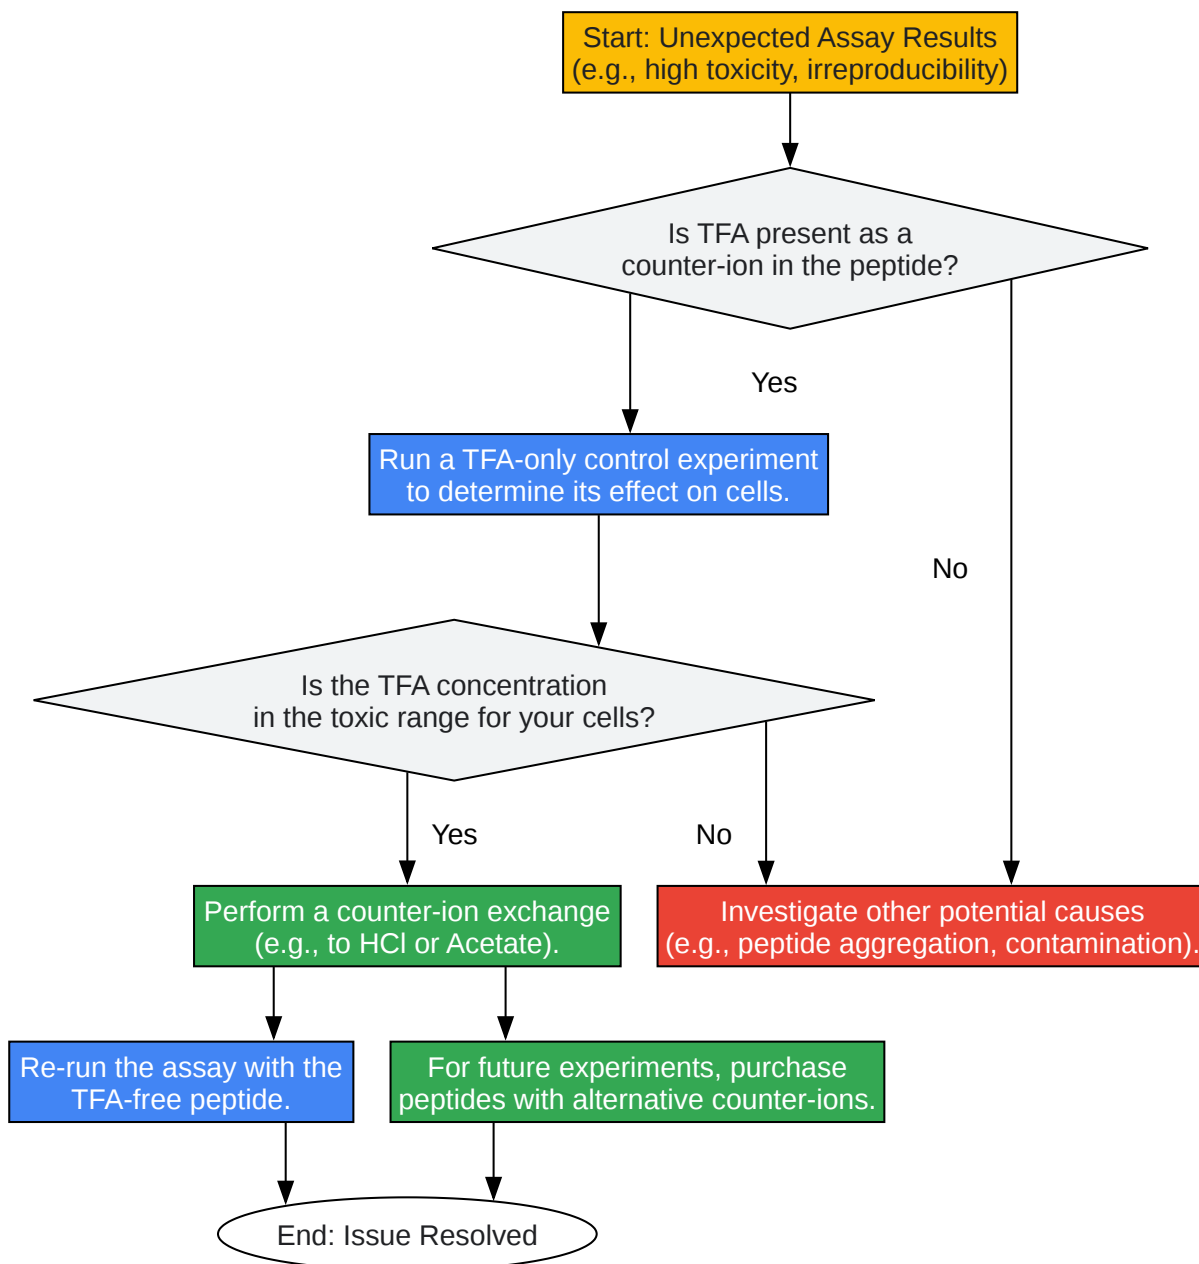 Start: Unexpected Assay Results
(e.g., high toxicity, irreproducibility)
Is TFA present as a
counter-ion in the peptide?
Yes
Run a TFA-only control experiment
to determine its effect on cells.
No
Is the TFA concentration
in the toxic range for your cells?
Yes
No
Perform a counter-ion exchange
(e.g., to HCl or Acetate).
Investigate other potential causes
(e.g., peptide aggregation, contamination).
Re-run the assay with the
TFA-free peptide.
For future experiments, purchase
peptides with alternative counter-ions.
End: Issue Resolved